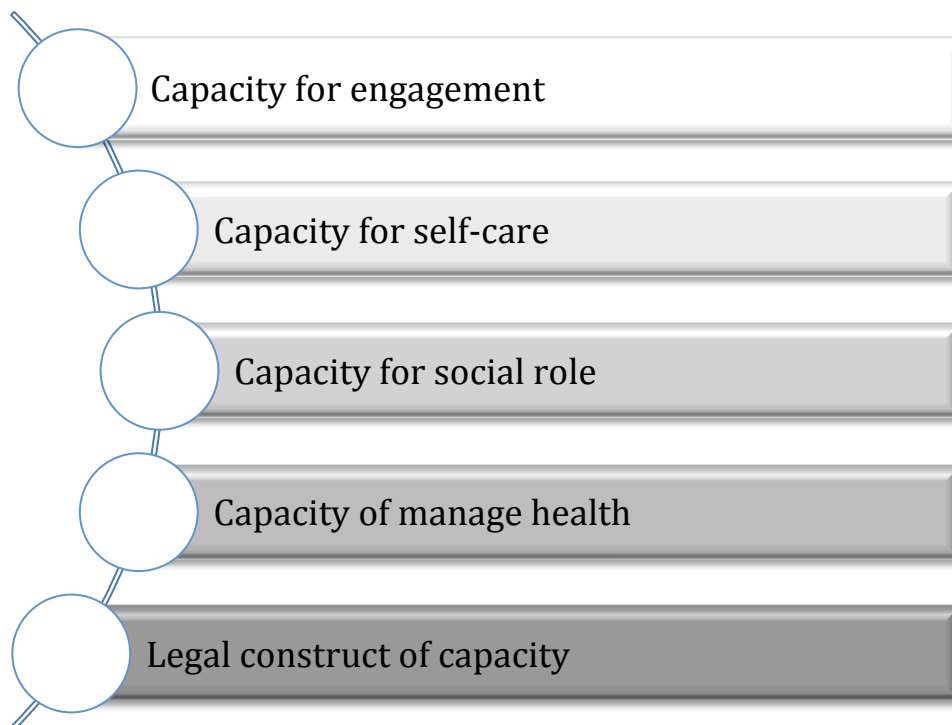 Capacity for engagement
Capacity for self-care
Capacity for social role
Capacity of manage health
Legal construct of capacity